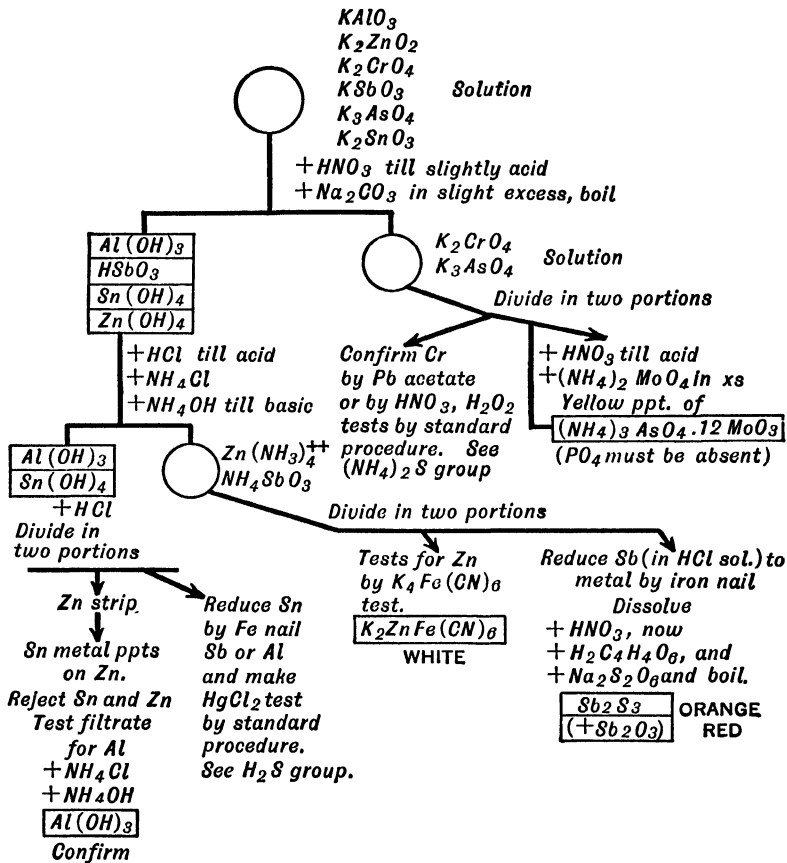 KAlO3
K2ZnO2
K2CrO4
KSbO3 Solution
K3AsO4
K2SnO3
+HNO3 till slightly acid
+Na2CO3 in slight excess, boil
Al(OH)3
HSbO3
Sn(OH)4
Zn(OH)4
K2CrO4
K3AsO4 Solution
Divide in two portions
+HCl till acid
+NH4Cl
+NH4OH till basic
Confirm Cr
by Pb acetate
or by HNO3, H2O2
tests by standard
procedure. See
(NH4)2S group
+HNO3 till acid
+(NH4)2 MoO4 in xs
Yellow ppt. of
(NH4)3 AsO4.12 MoO3
(PO4 must be absent)
Al(OH)3
Sn(OH)4
Zn(NH3)4++
NH4SbO3
+HCl
Divide in
two portions
Divide in two portions
Zn strip
Sn metal ppts
on Zn.
Reject Sn and Zn
Test filtrate
for Al
+NH4Cl
+NH4OH
Al(OH)3
Confirm
Reduce Sn
by Fe nail
Sb or Al
and make
HgCl2 test
by standard
procedure.
See H2S group.
Tests for Zn
by K4Fe(CN)6
test.
K2ZnFe(CN)6
WHITE
Reduce Sb (in HCl sol.) to
metal by iron nail
Dissolve
+HNO3, now
+H2C4H4O6, and
+Na2S2O6 and boil.
Sb2S3
(+Sb2O3)
ORANGE
RED